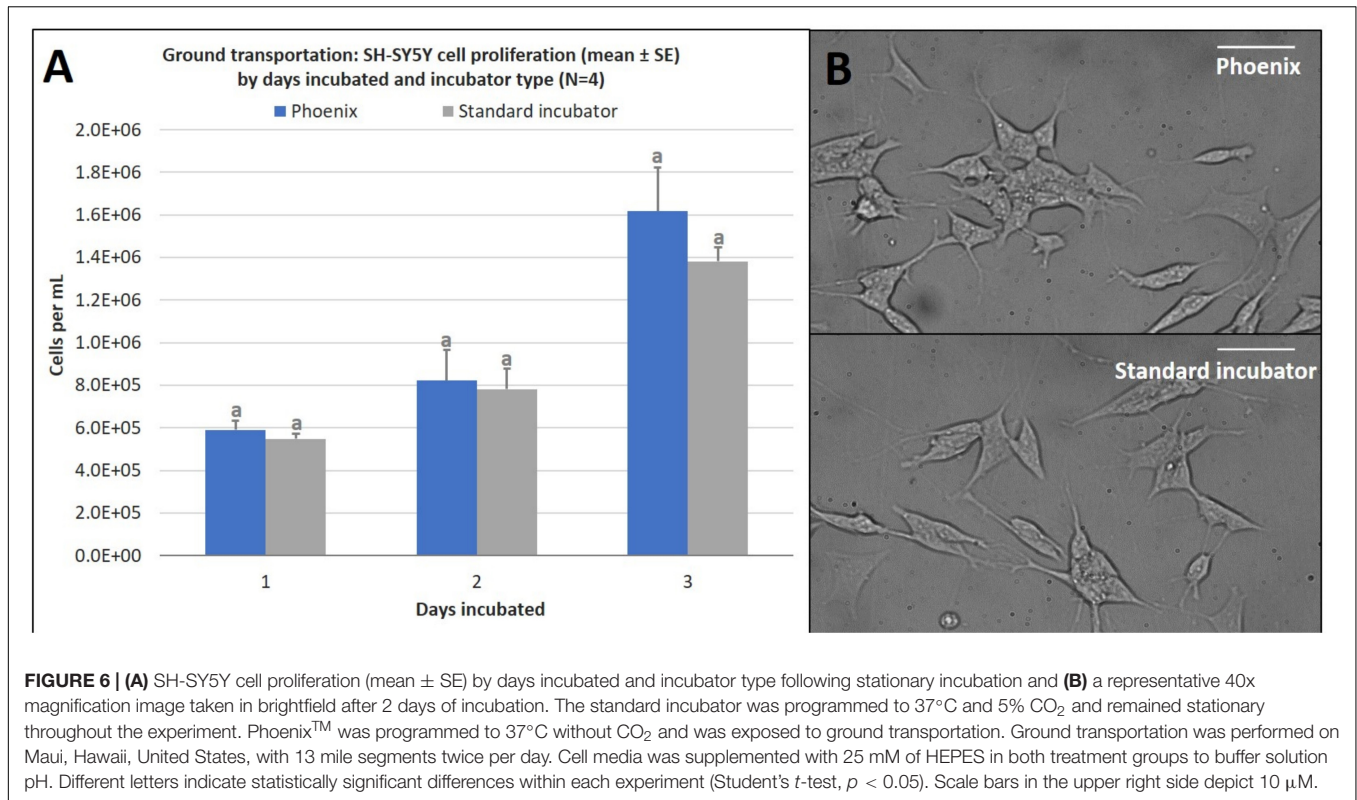 A
Ground transportation: SH-SY5Y cell proliferation (mean ± SE)
by days incubated and incubator type (N=4)
Phoenix
Standard incubator
Cells per mL
2.0E+06
1.8E+06
1.6E+06
1.4E+06
1.2E+06
1.0E+06
8.0E+05
6.0E+05
4.0E+05
2.0E+05
0.0E+00
a
a
a
a
a
a
1
2
3
Days incubated
B
Phoenix
Standard incubator
FIGURE 6 | (A) SH-SY5Y cell proliferation (mean ± SE) by days incubated and incubator type following stationary incubation and (B) a representative 40x
magnification image taken in brightfield after 2 days of incubation. The standard incubator was programmed to 37°C and 5% CO₂ and remained stationary
throughout the experiment. Phoenix™ was programmed to 37°C without CO₂ and was exposed to ground transportation. Ground transportation was performed on
Maui, Hawaii, United States, with 13 mile segments twice per day. Cell media was supplemented with 25 mM of HEPES in both treatment groups to buffer solution
pH. Different letters indicate statistically significant differences within each experiment (Student's t-test, p < 0.05). Scale bars in the upper right side depict 10 µM.